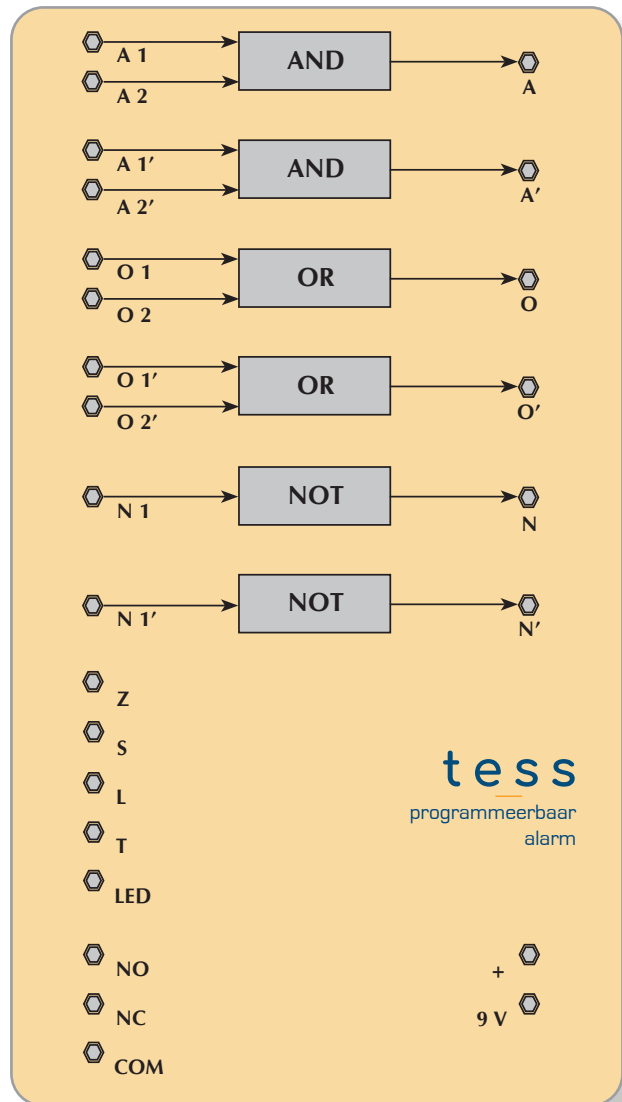 A 1
AND
A 2
A
A 1′
AND
A 2′
A′
O 1
OR
O 2
O
O 1′
OR
O 2′
O′
N 1
NOT
N
N 1′
NOT
N′
Z
S
L
T
LED
tess
programmeerbaar
alarm
NO
+
NC
9 V
COM